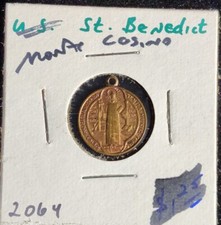 U.S. St. Benedict
MONTE COSINO
2064
$1.25